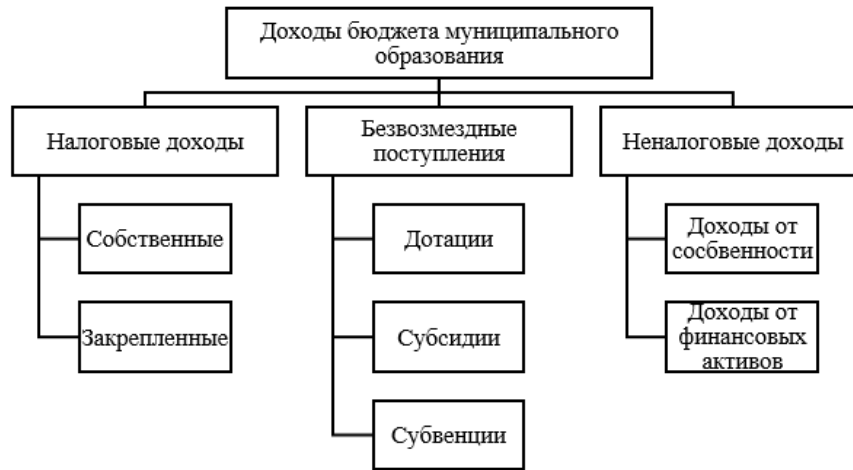 Доходы бюджета муниципального
образования
Налоговые доходы
Безвозмездные
поступления
Неналоговые доходы
Собственные
Дотации
Доходы от
сосбвенности
Закрепленные
Субсидии
Доходы от
финансовых
активов
Субвенции